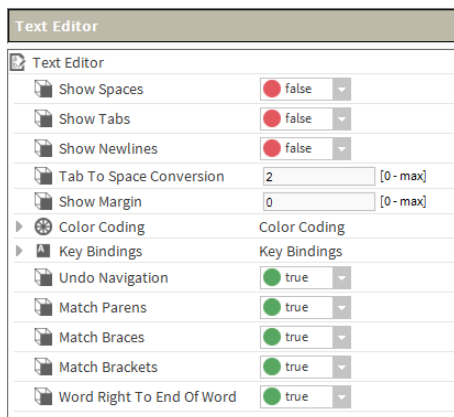 Text Editor
Text Editor
Show Spaces false
Show Tabs false
Show Newlines false
Tab To Space Conversion 2 [0 - max]
Show Margin 0 [0 - max]
Color Coding Color Coding
A Key Bindings Key Bindings
Undo Navigation true
Match Parens true
Match Braces true
Match Brackets true
Word Right To End Of Word true